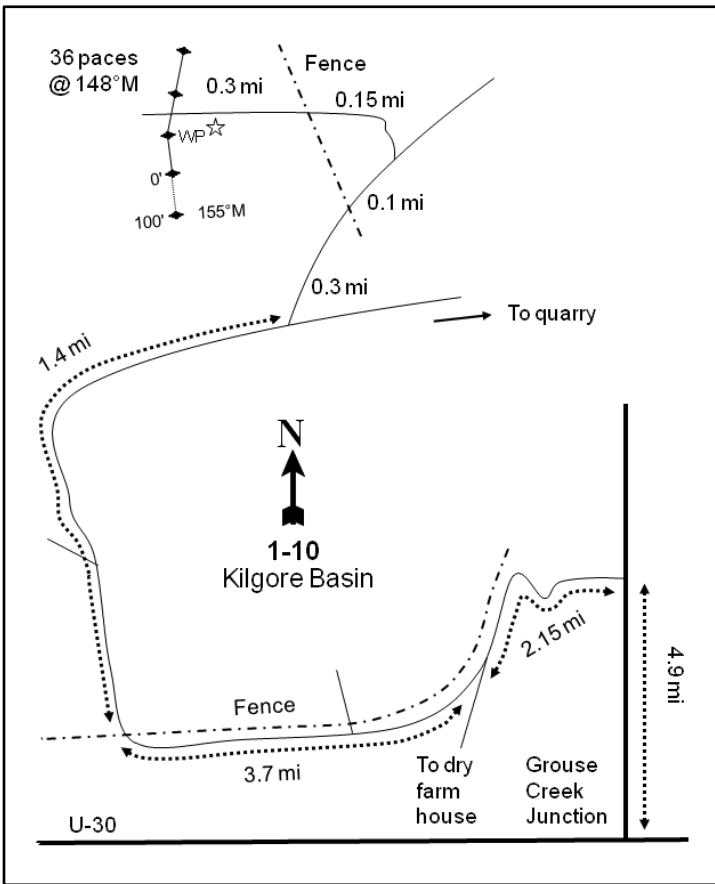 36 paces
@ 148°M
0.3 mi
Fence
0.15 mi
WP
0'
100'
155°M
0.1 mi
0.3 mi
To quarry
1.4 mi
N
1-10
Kilgore Basin
2.15 mi
4.9 mi
Fence
3.7 mi
To dry
farm
house
Grouse
Creek
Junction
U-30